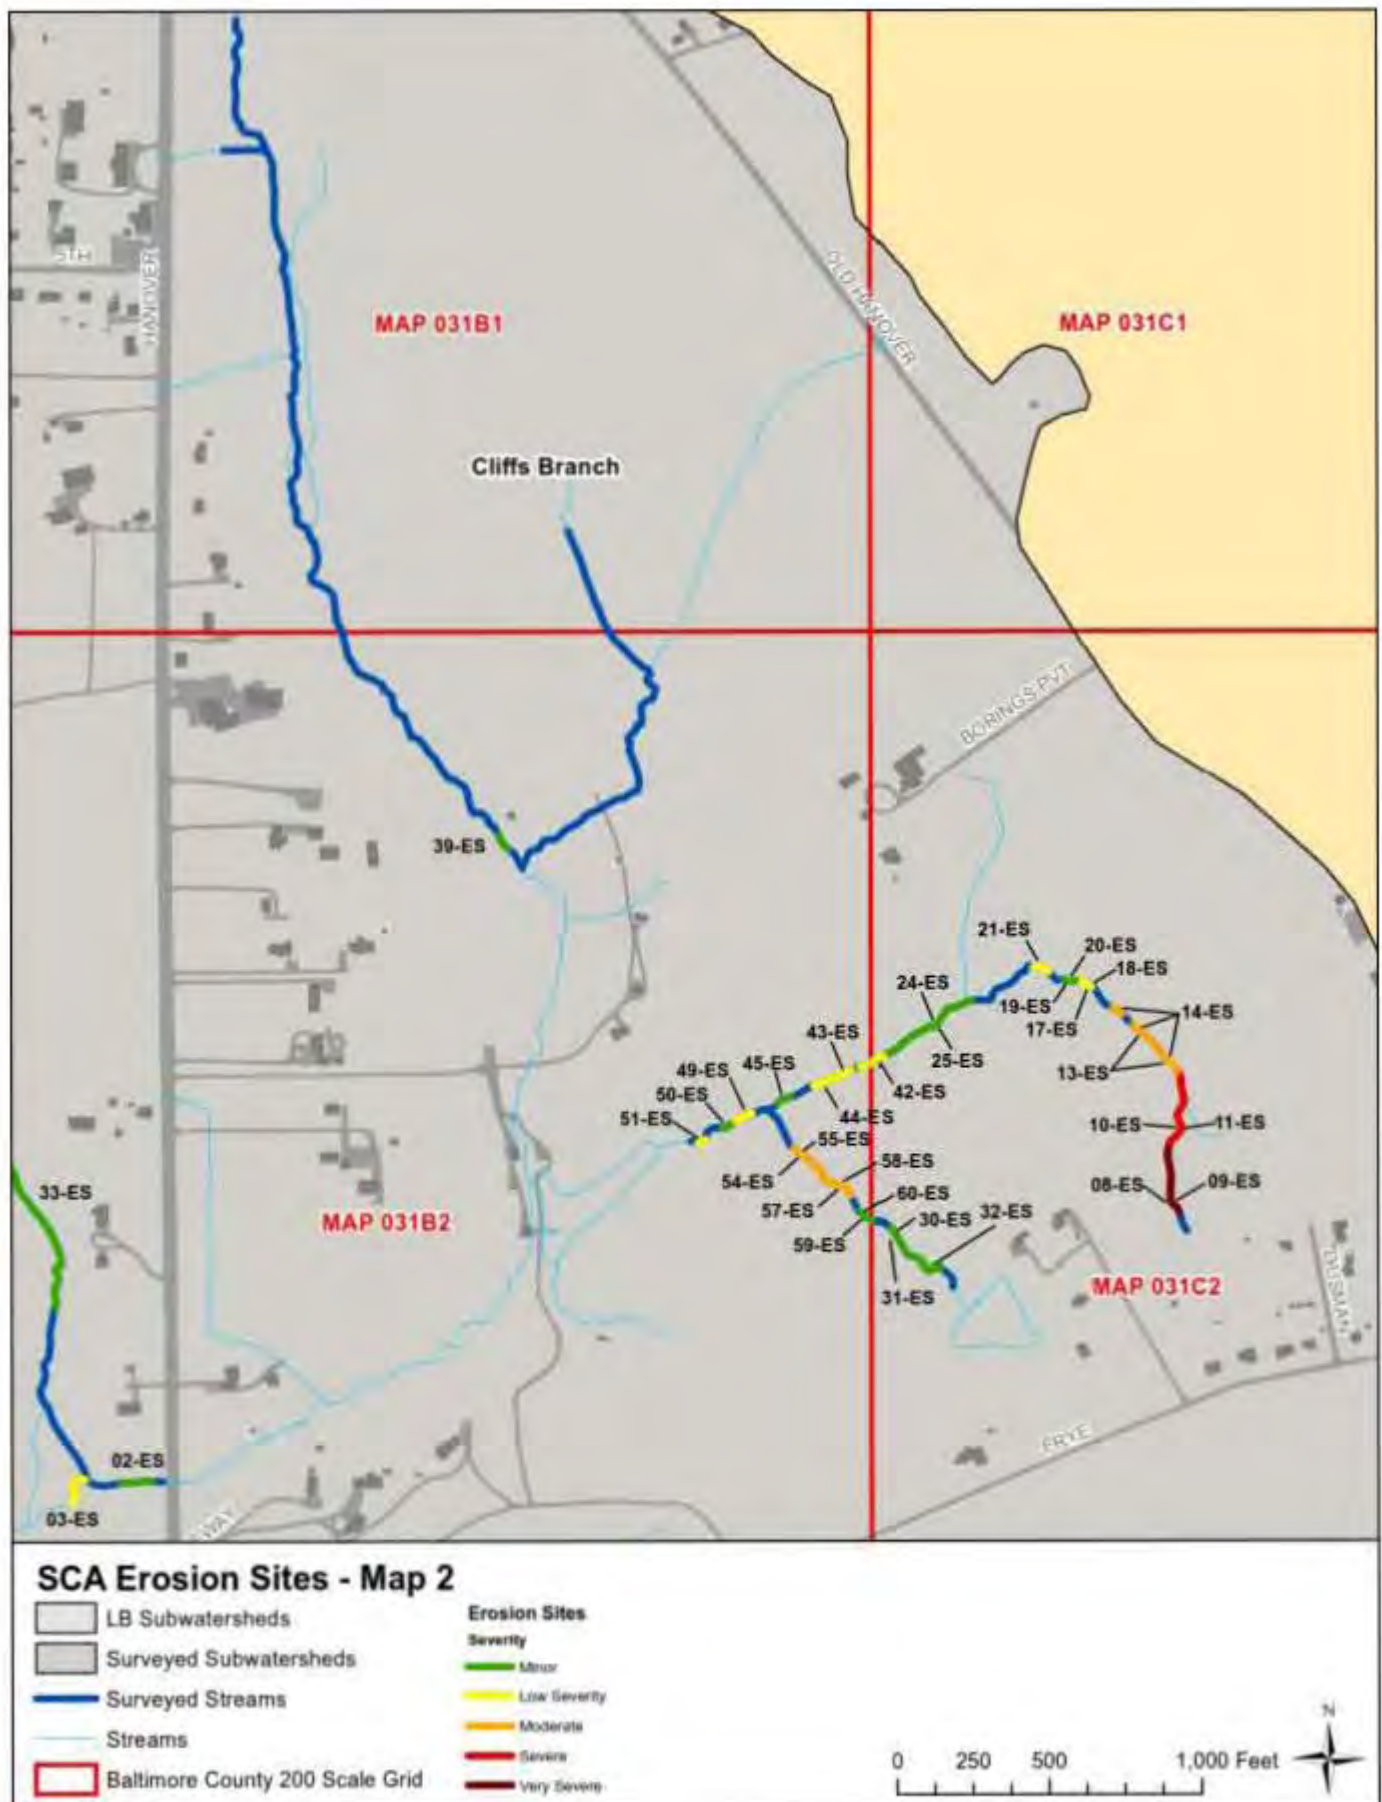 5TH
HANOVER
OLD HANOVER
MAP 031B1
MAP 031C1
Cliffs Branch
BORINGS PVT
39-ES
21-ES
20-ES
18-ES
24-ES
19-ES
17-ES
14-ES
43-ES
25-ES
13-ES
49-ES
45-ES
42-ES
50-ES
44-ES
51-ES
10-ES
11-ES
55-ES
58-ES
54-ES
08-ES
09-ES
33-ES
60-ES
57-ES
30-ES
32-ES
MAP 031B2
59-ES
31-ES
MAP 031C2
FRYE
02-ES
03-ES
WAY
SCA Erosion Sites - Map 2
LB Subwatersheds
Surveyed Subwatersheds
Surveyed Streams
Streams
Baltimore County 200 Scale Grid
Erosion Sites
Severity
Minor
Low Severity
Moderate
Severe
Very Severe
N
0 250 500 1,000 Feet